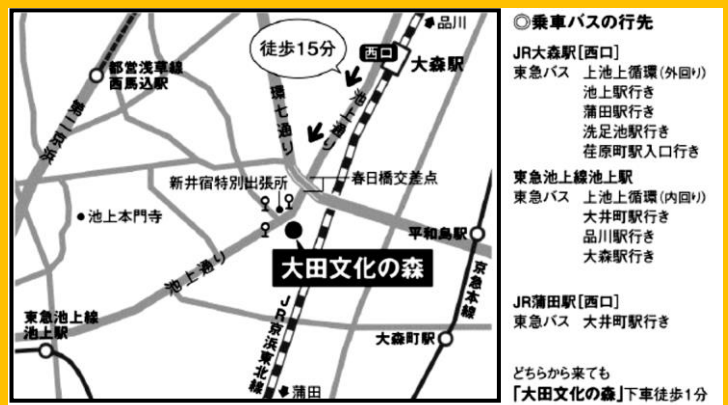 品川
徒歩15分
西口
大森駅
都営浅草線
西馬込駅
環七通り
池上通り
第二京浜
新井宿特別出張所
春日橋交差点
池上本門寺
平和島駅
大田文化の森
池上通り
京急本線
東急池上線
池上駅
JR京浜東北線
大森町駅
蒲田
◎乗車バスの行先
JR大森駅[西口]
東急バス 上池上循環(外回り)
池上駅行き
蒲田駅行き
洗足池駅行き
荏原町駅入口行き
東急池上線池上駅
東急バス 上池上循環(内回り)
大井町駅行き
品川駅行き
大森駅行き
JR蒲田駅[西口]
東急バス 大井町駅行き
どちらから来ても
「大田文化の森」下車徒歩1分